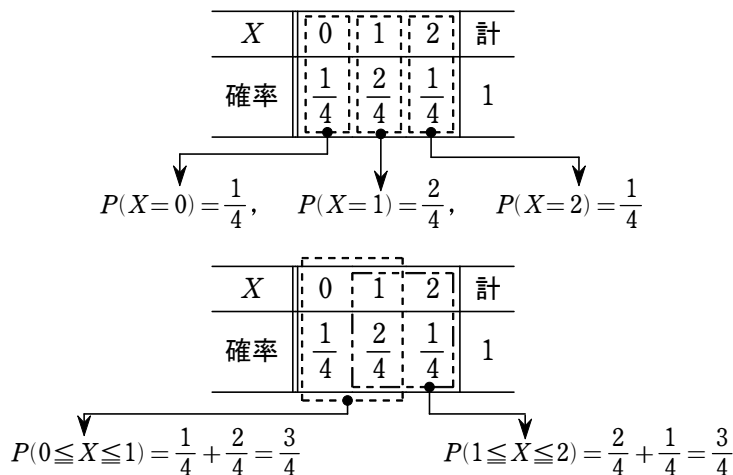 X 0 1 2 計
確率 1/4 2/4 1/4 1
P(X=0)=1/4, P(X=1)=2/4, P(X=2)=1/4
X 0 1 2 計
確率 1/4 2/4 1/4 1
P(0≦X≦1)=1/4+2/4=3/4 P(1≦X≦2)=2/4+1/4=3/4